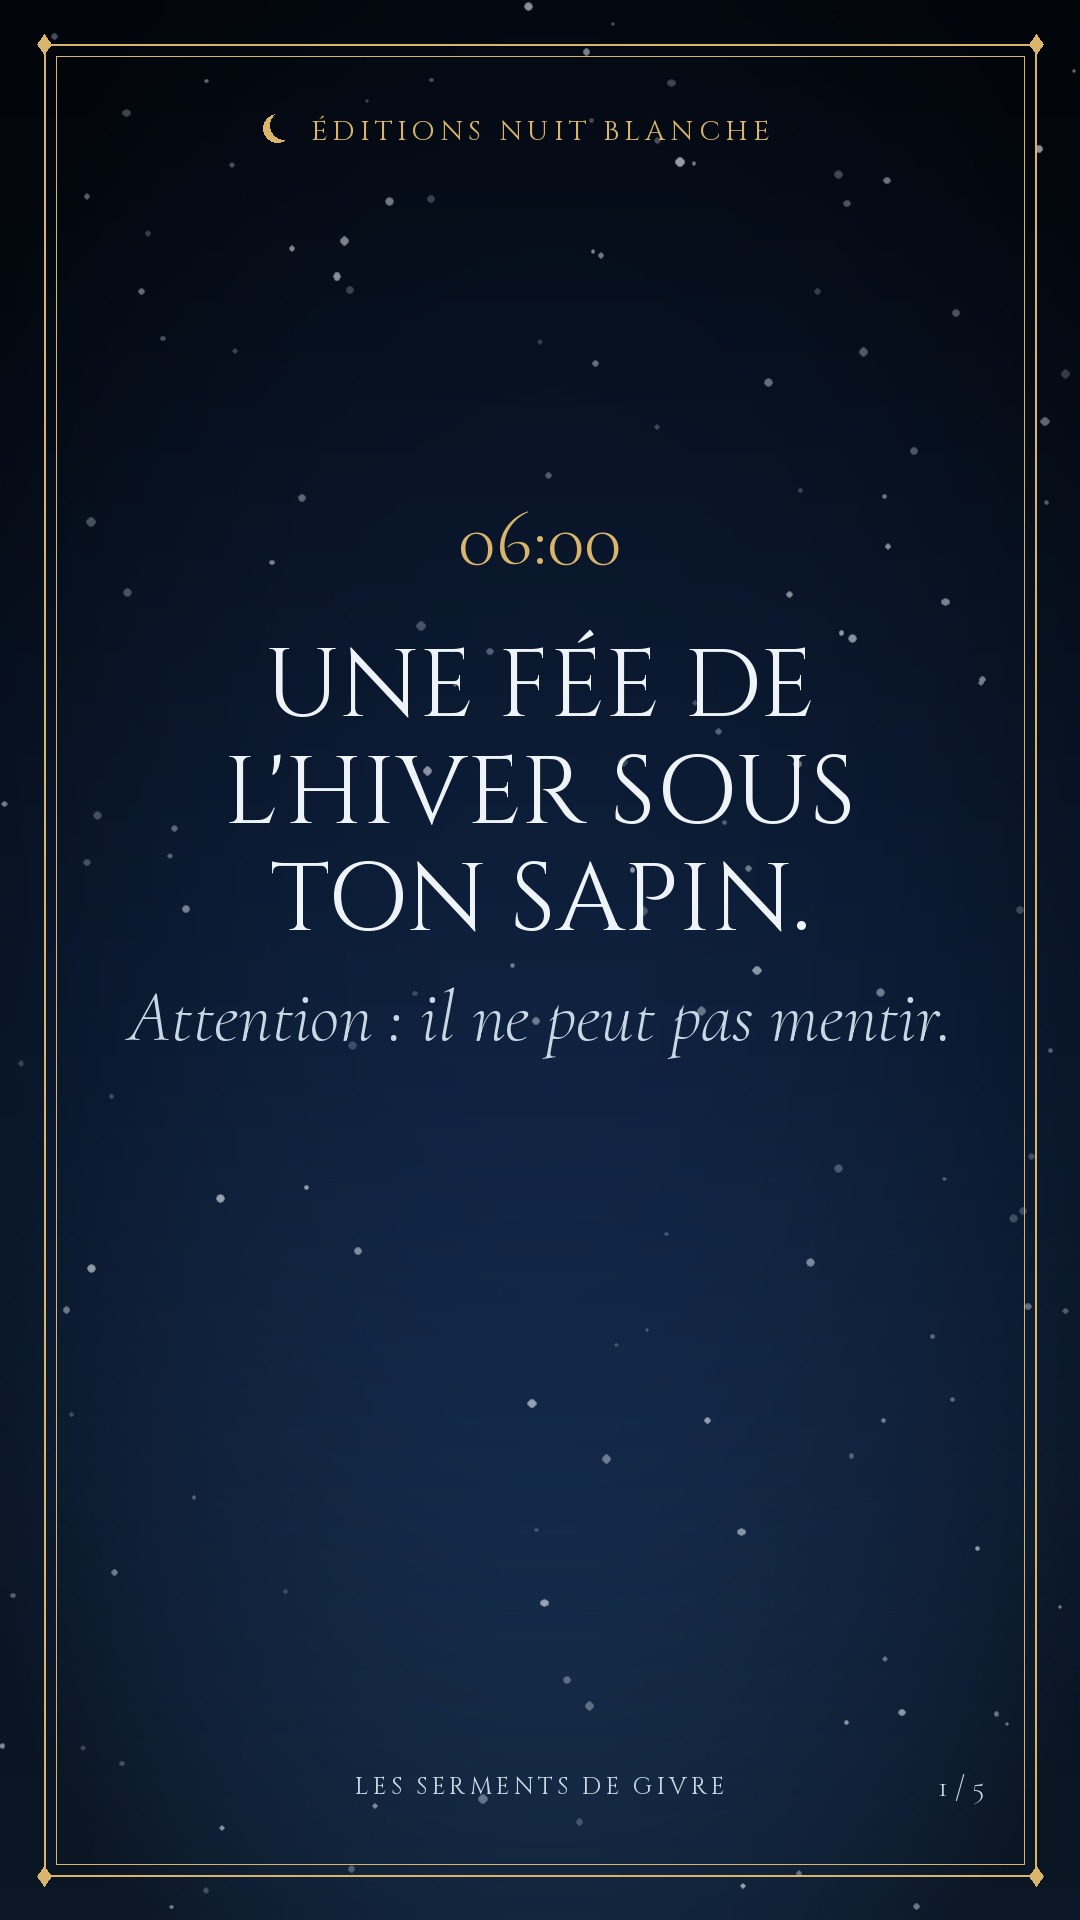 ÉDITIONS NUIT BLANCHE
06:00
UNE FÉE DE
L'HIVER SOUS
TON SAPIN.
Attention : il ne peut pas mentir.
LES SERMENTS DE GIVRE
1 / 5